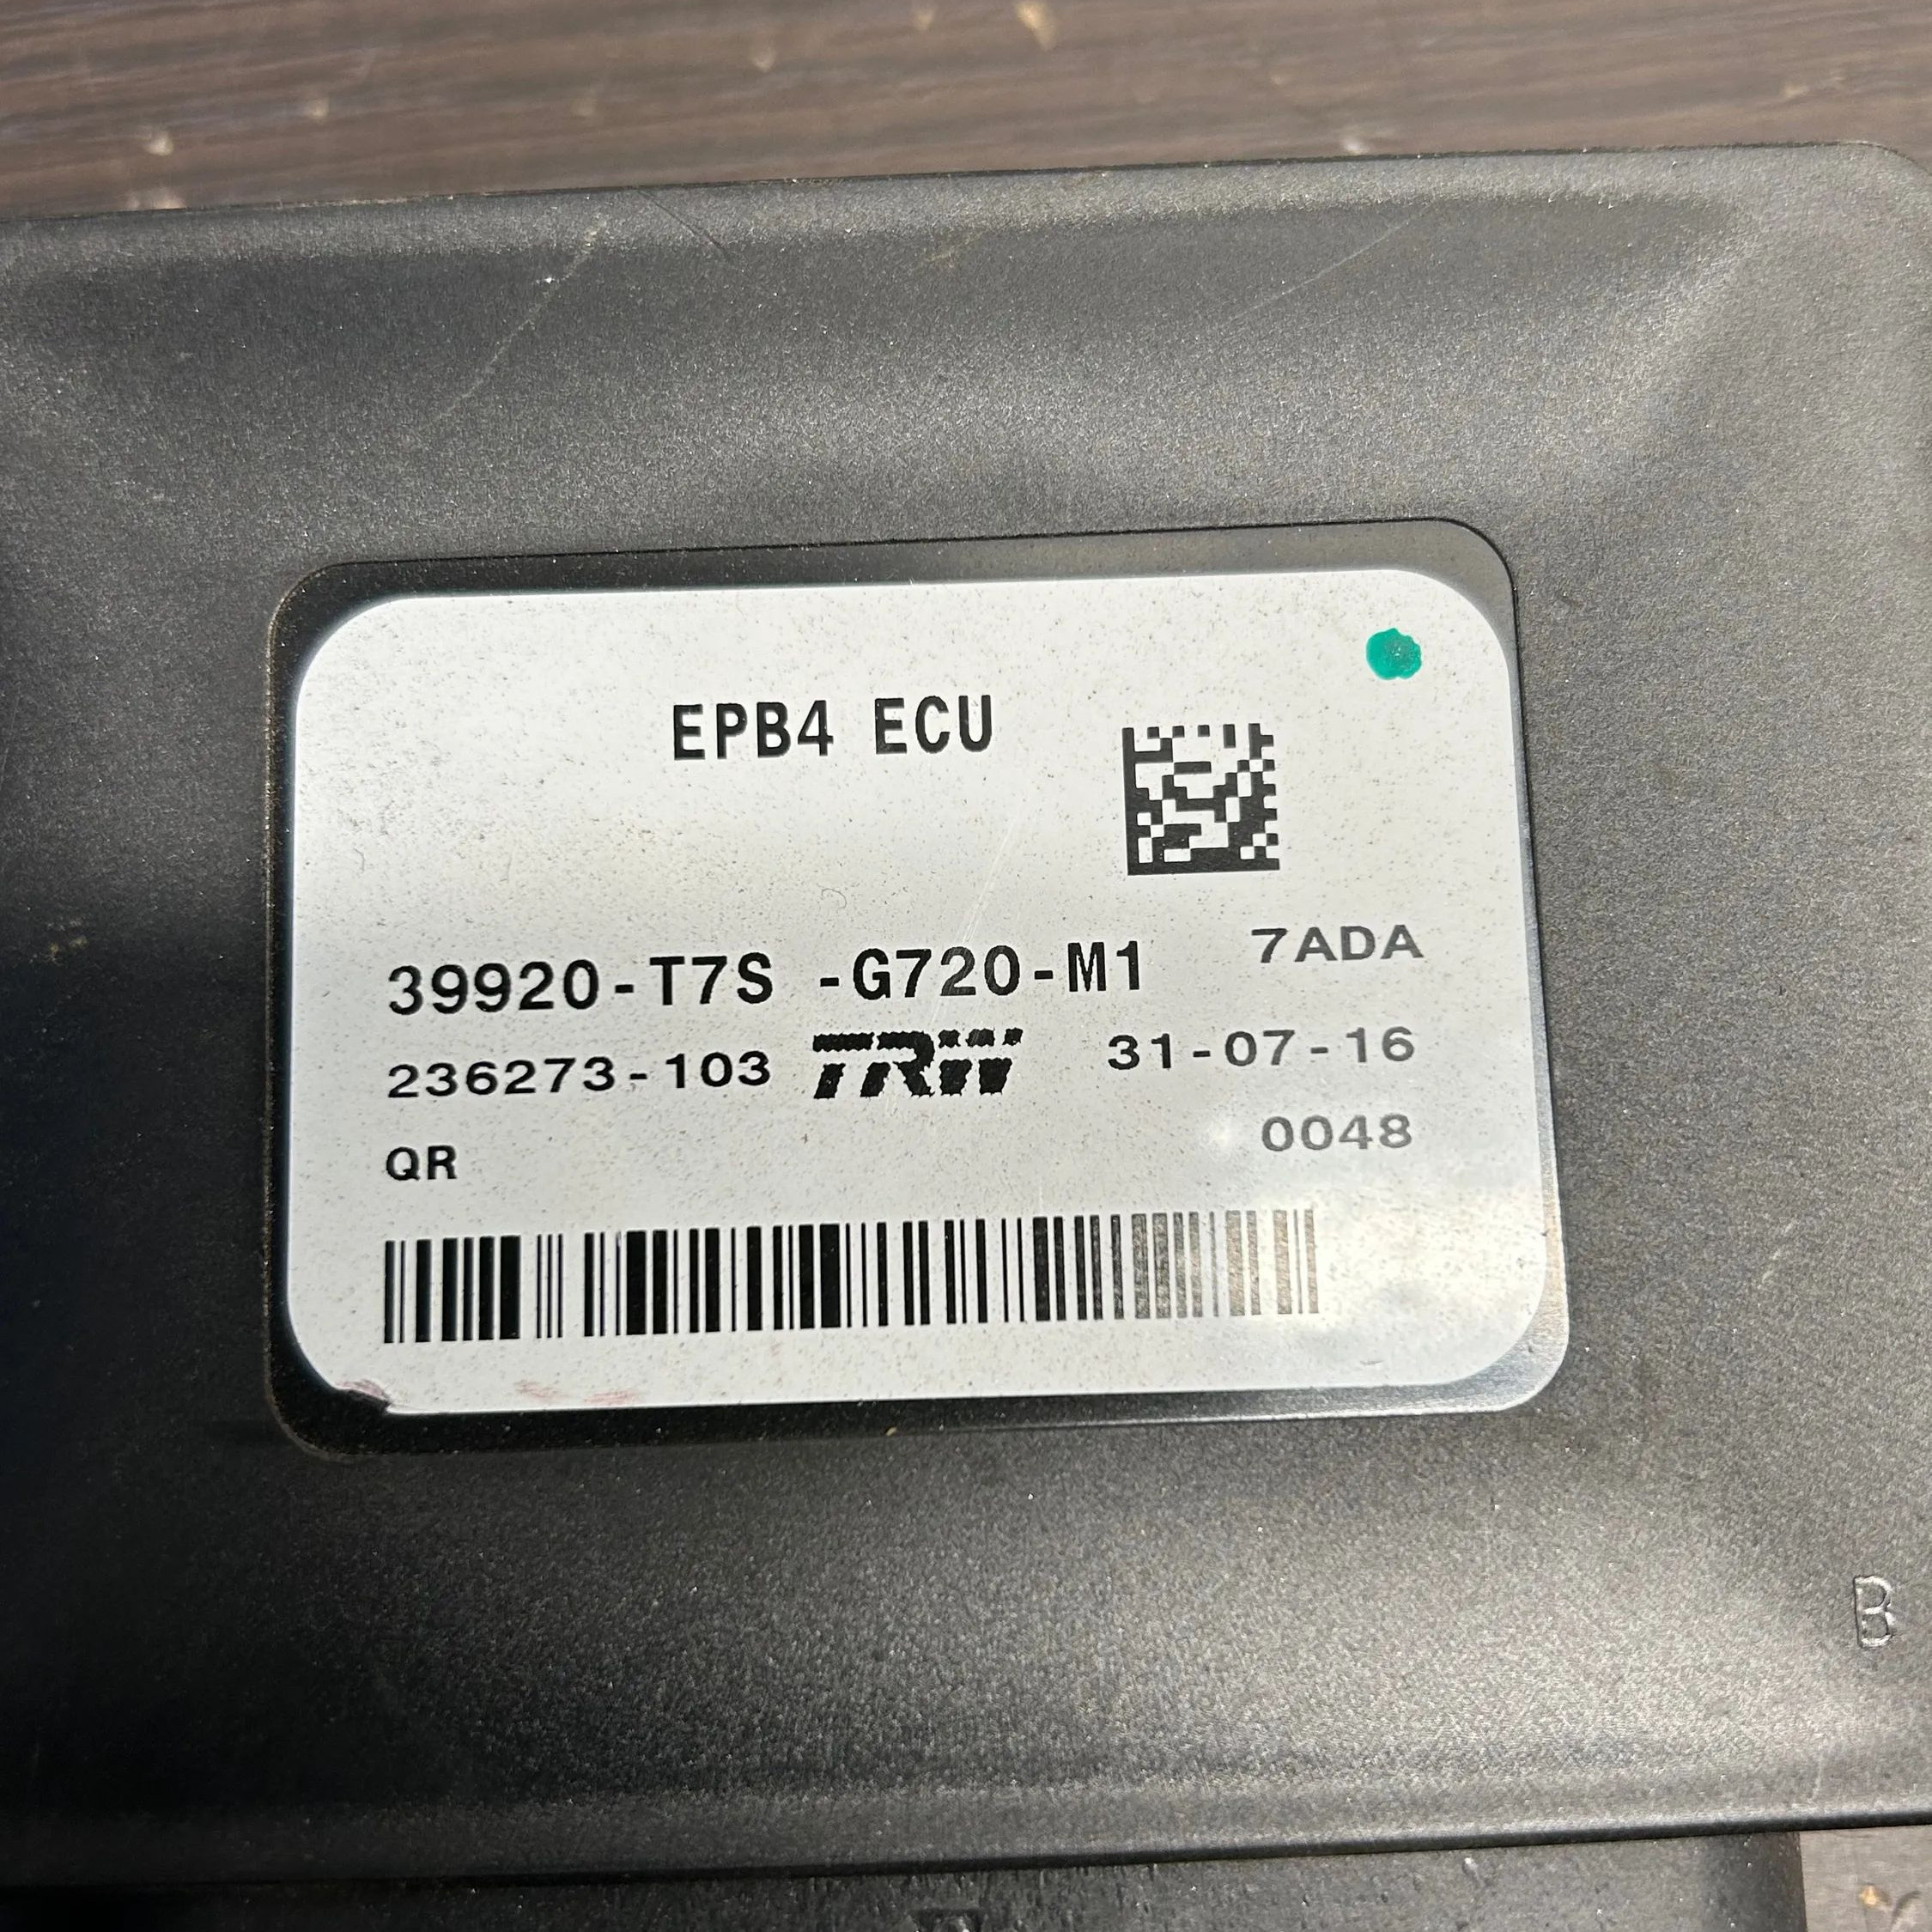 EPB4 ECU
39920-T7S -G720-M1 7ADA
236273-103 TRW 31-07-16
QR 0048
B